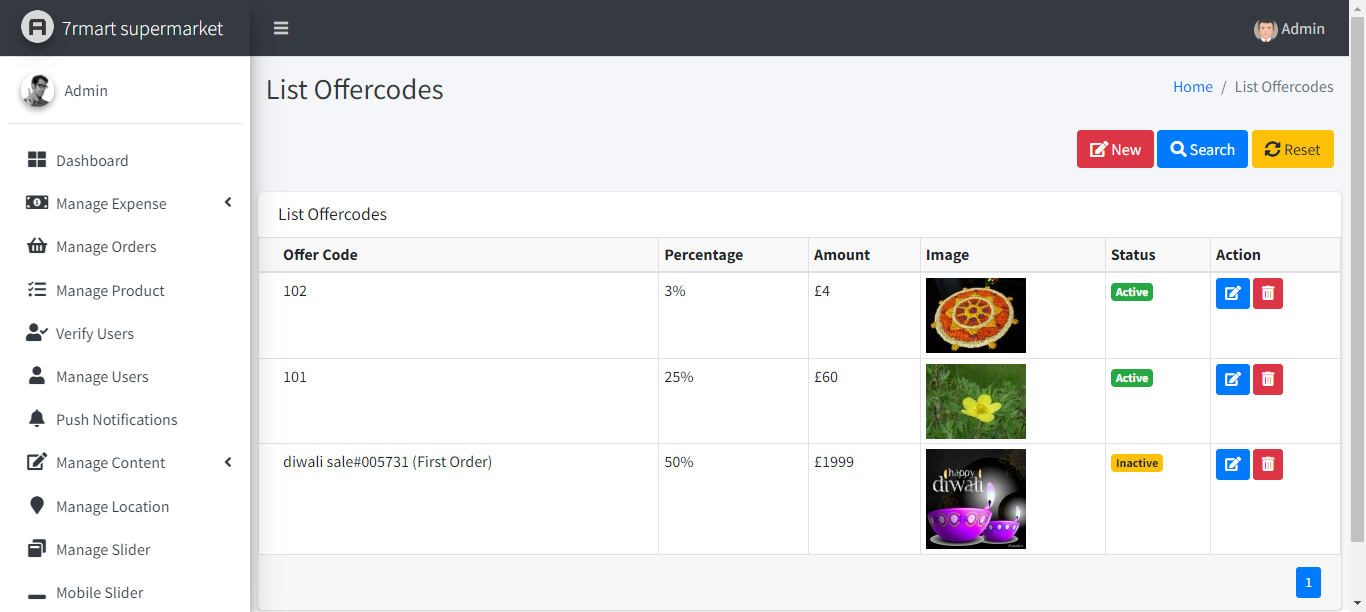 7rmart supermarket
Admin
Admin
List Offercodes
Home / List Offercodes
New Search Reset
Dashboard
Manage Expense
Manage Orders
Manage Product
Verify Users
Manage Users
Push Notifications
Manage Content
Manage Location
Manage Slider
Mobile Slider
List Offercodes
Offer Code Percentage Amount Image Status Action
102 3% £4 Active
101 25% £60 Active
diwali sale#005731 (First Order) 50% £1999 Inactive
happy
diwali
1